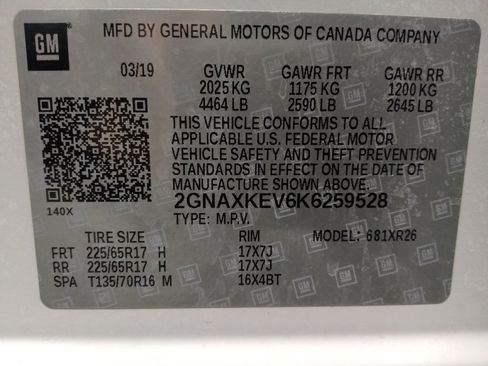 GM
MFD BY GENERAL MOTORS OF CANADA COMPANY
03/19 GVWR GAWR FRT GAWR RR
2025 KG 1175 KG 1200 KG
4464 LB 2590 LB 2645 LB
THIS VEHICLE CONFORMS TO ALL
APPLICABLE U.S. FEDERAL MOTOR
VEHICLE SAFETY AND THEFT PREVENTION
STANDARDS IN EFFECT ON THE DATE OF
MANUFACTURE SHOWN ABOVE.
140X 2GNAXKEV6K6259528
TYPE: M.P.V.
TIRE SIZE RIM MODEL: 681XR26
FRT 225/65R17 H 17X7J
RR 225/65R17 H 17X7J
SPA T135/70R16 M 16X4BT